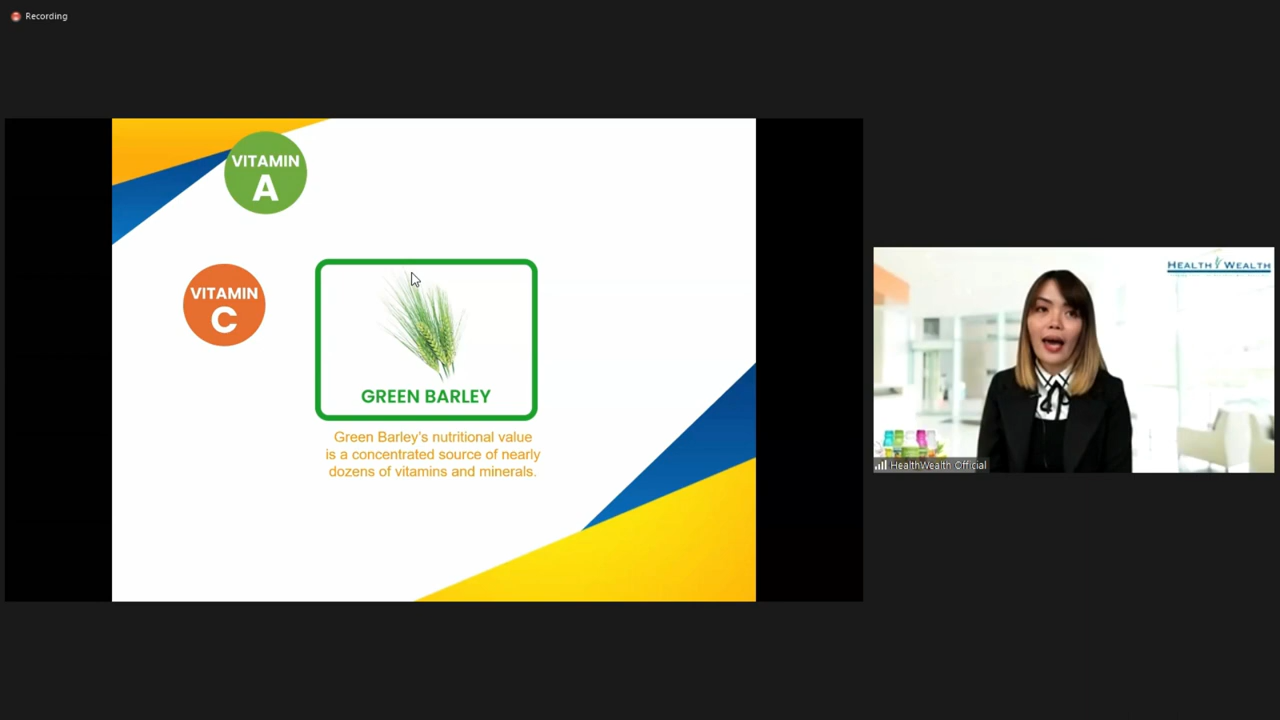 Recording
VITAMIN
A
VITAMIN
C
GREEN BARLEY
Green Barley's nutritional value
is a concentrated source of nearly
dozens of vitamins and minerals.
HEALTH WEALTH
HealthWealth Official